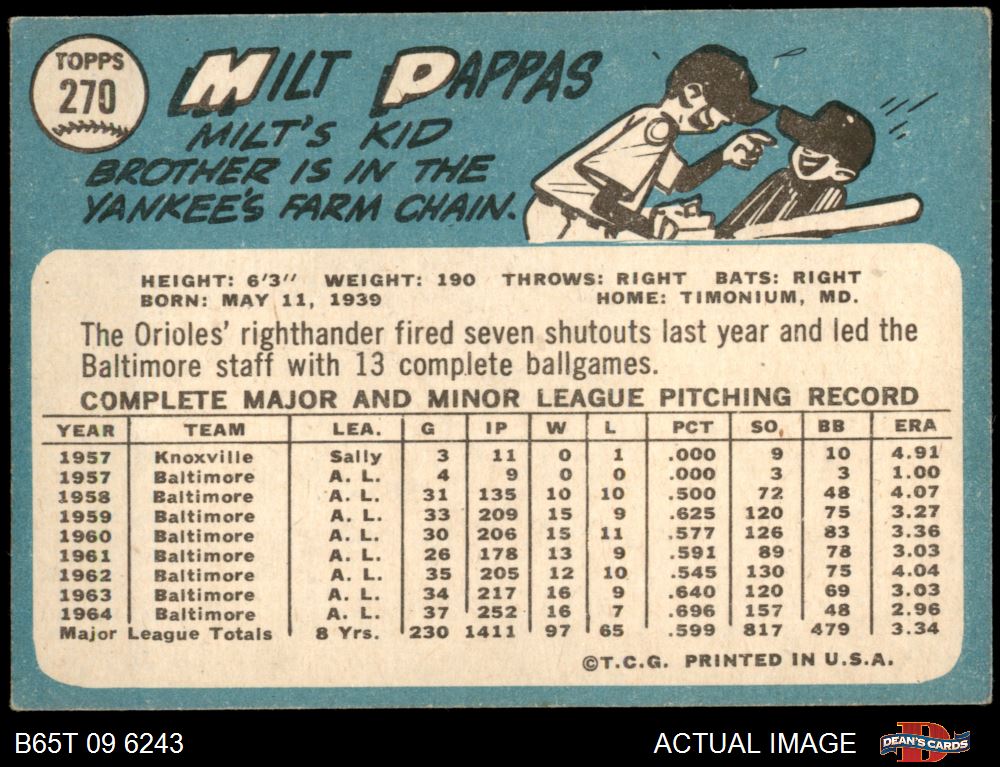 TOPPS
270
MILT PAPPAS
MILT'S KID
BROTHER IS IN THE
YANKEE'S FARM CHAIN.
HEIGHT: 6'3" WEIGHT: 190 THROWS: RIGHT BATS: RIGHT
BORN: MAY 11, 1939 HOME: TIMONIUM, MD.
The Orioles' righthander fired seven shutouts last year and led the
Baltimore staff with 13 complete ballgames.
COMPLETE MAJOR AND MINOR LEAGUE PITCHING RECORD
YEAR TEAM LEA. G IP W L PCT SO. BB ERA
1957 Knoxville Sally 3 11 0 1 .000 9 10 4.91
1957 Baltimore A. L. 4 9 0 0 .000 3 3 1.00
1958 Baltimore A. L. 31 135 10 10 .500 72 48 4.07
1959 Baltimore A. L. 33 209 15 9 .625 120 75 3.27
1960 Baltimore A. L. 30 206 15 11 .577 126 83 3.36
1961 Baltimore A. L. 26 178 13 9 .591 89 78 3.03
1962 Baltimore A. L. 35 205 12 10 .545 130 75 4.04
1963 Baltimore A. L. 34 217 16 9 .640 120 69 3.03
1964 Baltimore A. L. 37 252 16 7 .696 157 48 2.96
Major League Totals 8 Yrs. 230 1411 97 65 .599 817 479 3.34
©T.C.G. PRINTED IN U.S.A.
B65T 09 6243 ACTUAL IMAGE D DEAN'S CARDS